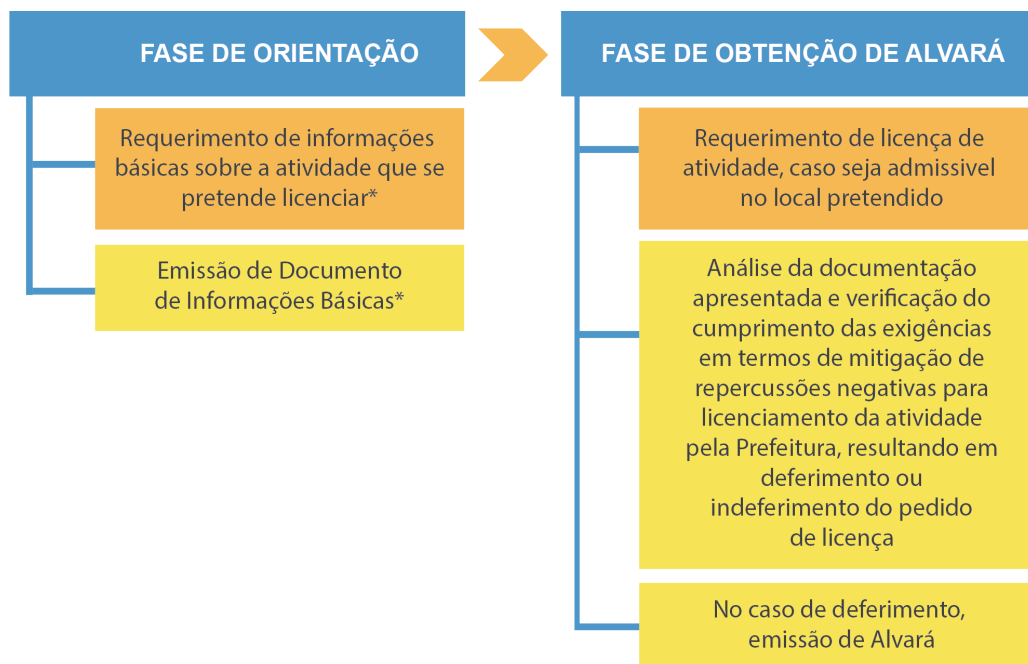 FASE DE ORIENTAÇÃO
Requerimento de informações
básicas sobre a atividade que se
pretende licenciar*
Emissão de Documento
de Informações Básicas*
FASE DE OBTENÇÃO DE ALVARÁ
Requerimento de licença de
atividade, caso seja admissivel
no local pretendido
Análise da documentação
apresentada e verificação do
cumprimento das exigências
em termos de mitigação de
repercussões negativas para
licenciamento da atividade
pela Prefeitura, resultando em
deferimento ou
indeferimento do pedido
de licença
No caso de deferimento,
emissão de Alvará